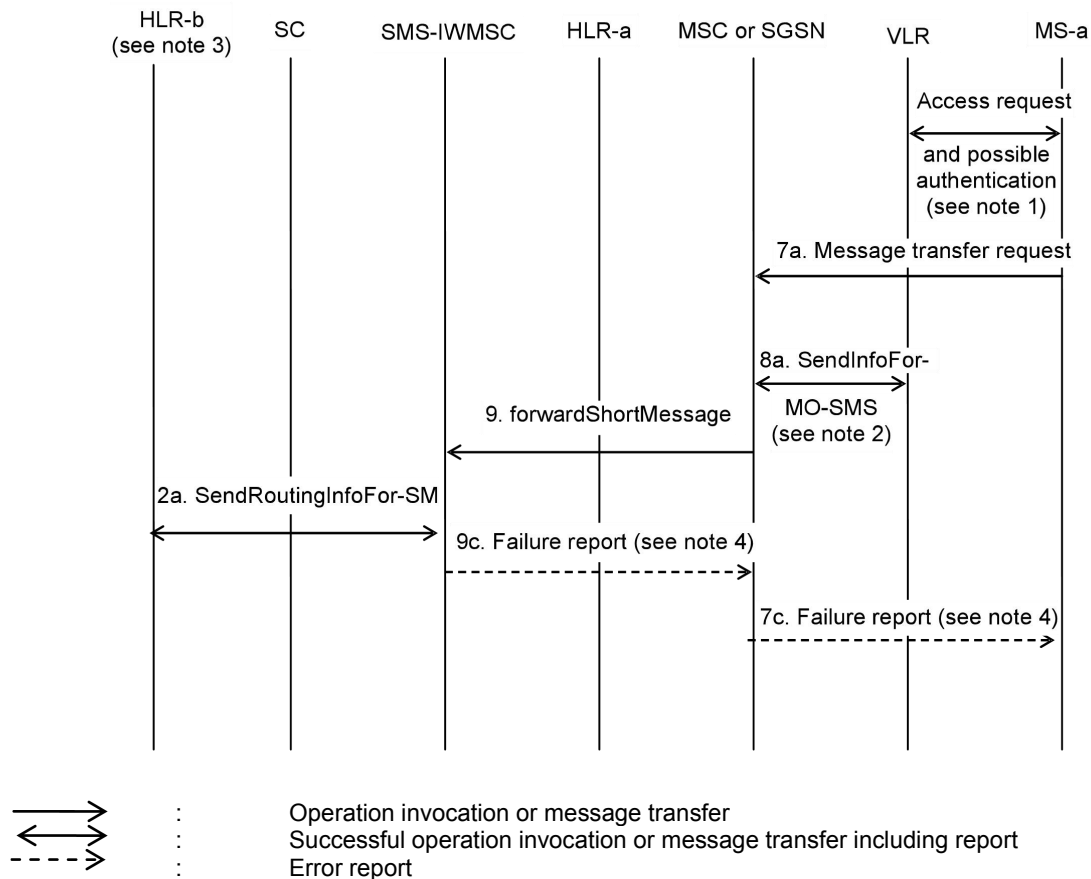 HLR-b
(see note 3)
SC
SMS-IWMSC
HLR-a
MSC or SGSN
VLR
MS-a
Access request
and possible
authentication
(see note 1)
7a. Message transfer request
8a. SendInfoFor-
MO-SMS
(see note 2)
9. forwardShortMessage
2a. SendRoutingInfoFor-SM
9c. Failure report (see note 4)
7c. Failure report (see note 4)
: Operation invocation or message transfer
: Successful operation invocation or message transfer including report
: Error report